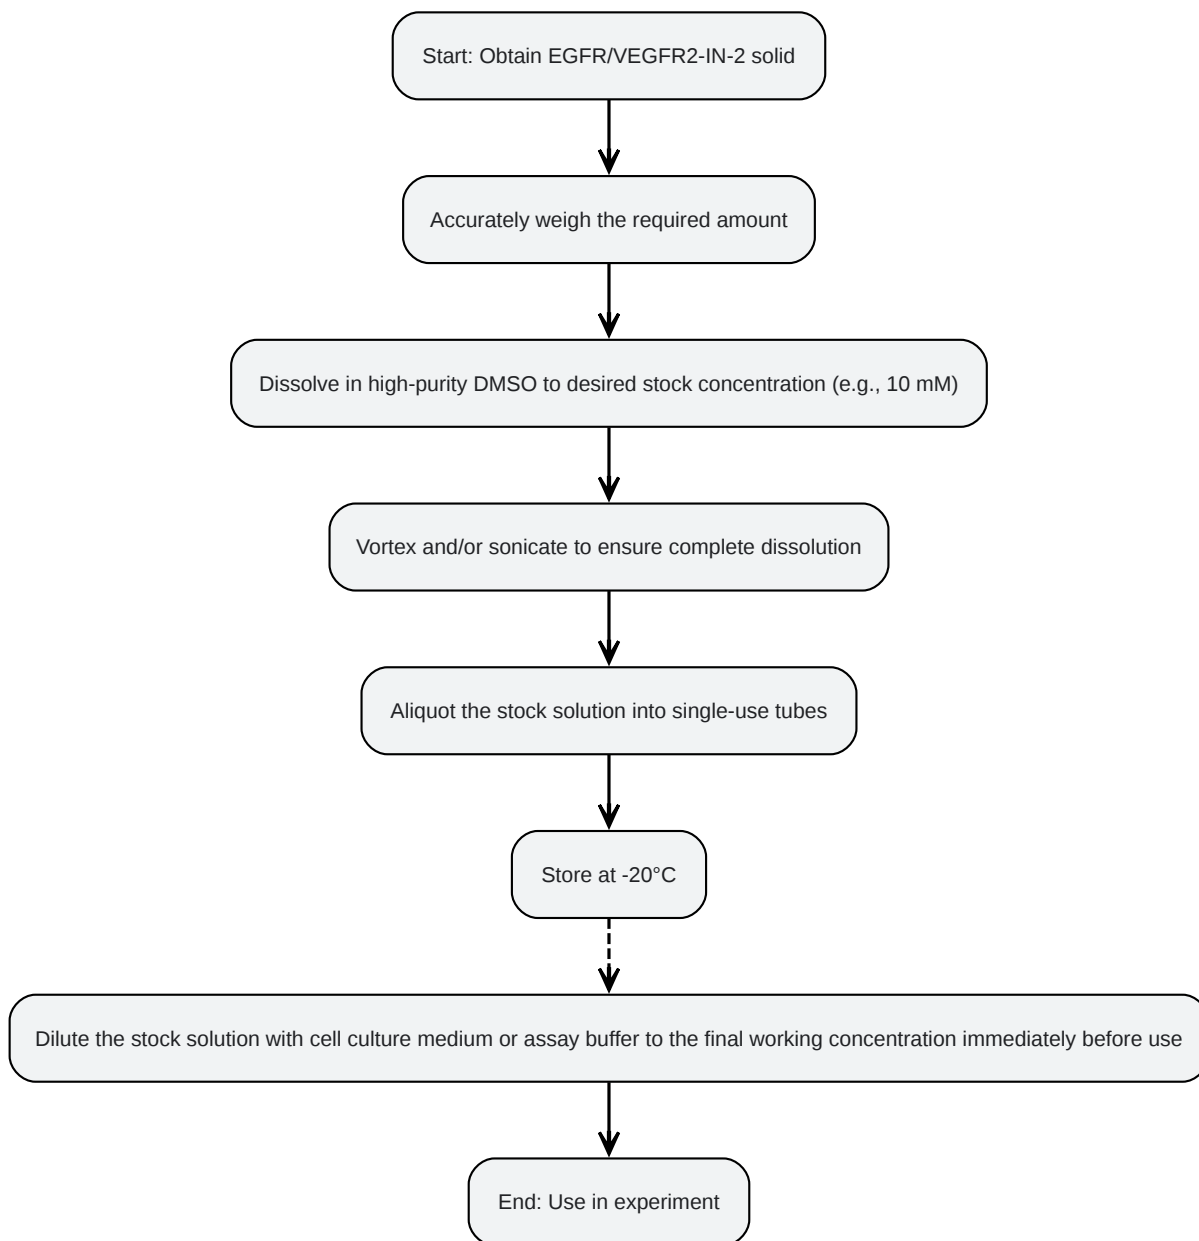 Start: Obtain EGFR/VEGFR2-IN-2 solid
Accurately weigh the required amount
Dissolve in high-purity DMSO to desired stock concentration (e.g., 10 mM)
Vortex and/or sonicate to ensure complete dissolution
Aliquot the stock solution into single-use tubes
Store at -20°C
Dilute the stock solution with cell culture medium or assay buffer to the final working concentration immediately before use
End: Use in experiment